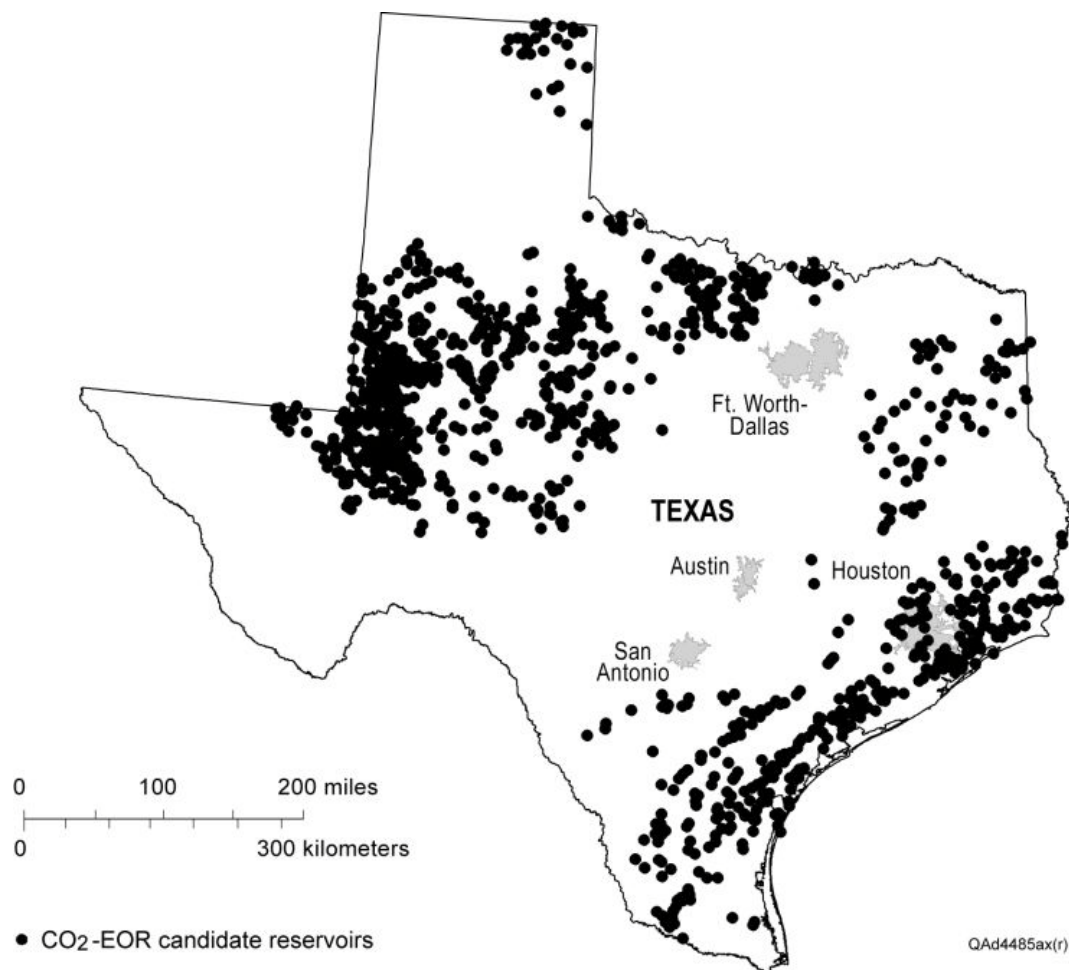 Ft. Worth-
Dallas
TEXAS
Austin
Houston
San
Antonio
0 100 200 miles
0 300 kilometers
CO2-EOR candidate reservoirs
QAd4485ax(r)